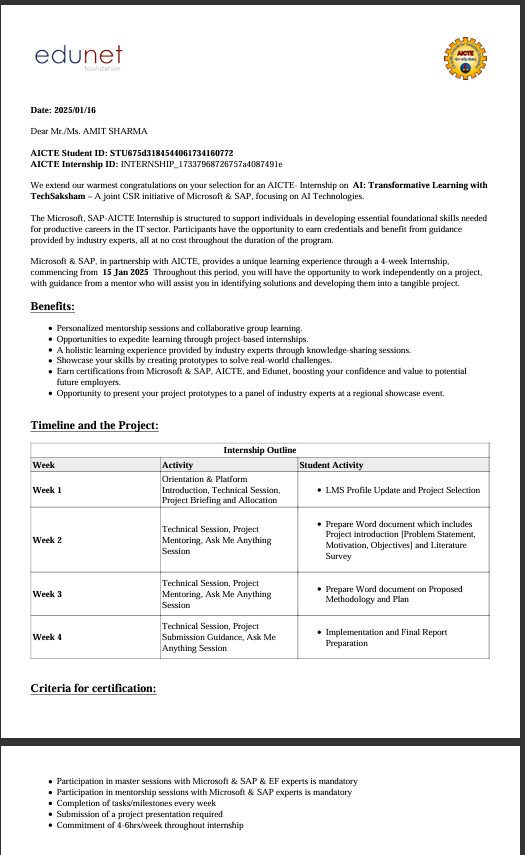 edunet
foundation
AICTE
Date: 2025/01/16
Dear Mr./Ms. AMIT SHARMA
AICTE Student ID: STU675d3184544061734160772
AICTE Internship ID: INTERNSHIP_17337968726757a4087491e
We extend our warmest congratulations on your selection for an AICTE- Internship on AI: Transformative Learning with
TechSaksham – A joint CSR initiative of Microsoft & SAP, focusing on AI Technologies.
The Microsoft, SAP-AICTE Internship is structured to support individuals in developing essential foundational skills needed
for productive careers in the IT sector. Participants have the opportunity to earn credentials and benefit from guidance
provided by industry experts, all at no cost throughout the duration of the program.
Microsoft & SAP, in partnership with AICTE, provides a unique learning experience through a 4-week Internship,
commencing from 15 Jan 2025 Throughout this period, you will have the opportunity to work independently on a project,
with guidance from a mentor who will assist you in identifying solutions and developing them into a tangible project.
Benefits:
• Personalized mentorship sessions and collaborative group learning.
• Opportunities to expedite learning through project-based internships.
• A holistic learning experience provided by industry experts through knowledge-sharing sessions.
• Showcase your skills by creating prototypes to solve real-world challenges.
• Earn certifications from Microsoft & SAP, AICTE, and Edunet, boosting your confidence and value to potential
future employers.
• Opportunity to present your project prototypes to a panel of industry experts at a regional showcase event.
Timeline and the Project:
Internship Outline
Week Activity Student Activity
Week 1
Orientation & Platform
Introduction, Technical Session,
Project Briefing and Allocation
• LMS Profile Update and Project Selection
Week 2
Technical Session, Project
Mentoring, Ask Me Anything
Session
• Prepare Word document which includes
Project introduction [Problem Statement,
Motivation, Objectives] and Literature
Survey
Week 3
Technical Session, Project
Mentoring, Ask Me Anything
Session
• Prepare Word document on Proposed
Methodology and Plan
Week 4
Technical Session, Project
Submission Guidance, Ask Me
Anything Session
• Implementation and Final Report
Preparation
Criteria for certification:
• Participation in master sessions with Microsoft & SAP & EF experts is mandatory
• Participation in mentorship sessions with Microsoft & SAP experts is mandatory
• Completion of tasks/milestones every week
• Submission of a project presentation required
• Commitment of 4-6hrs/week throughout internship